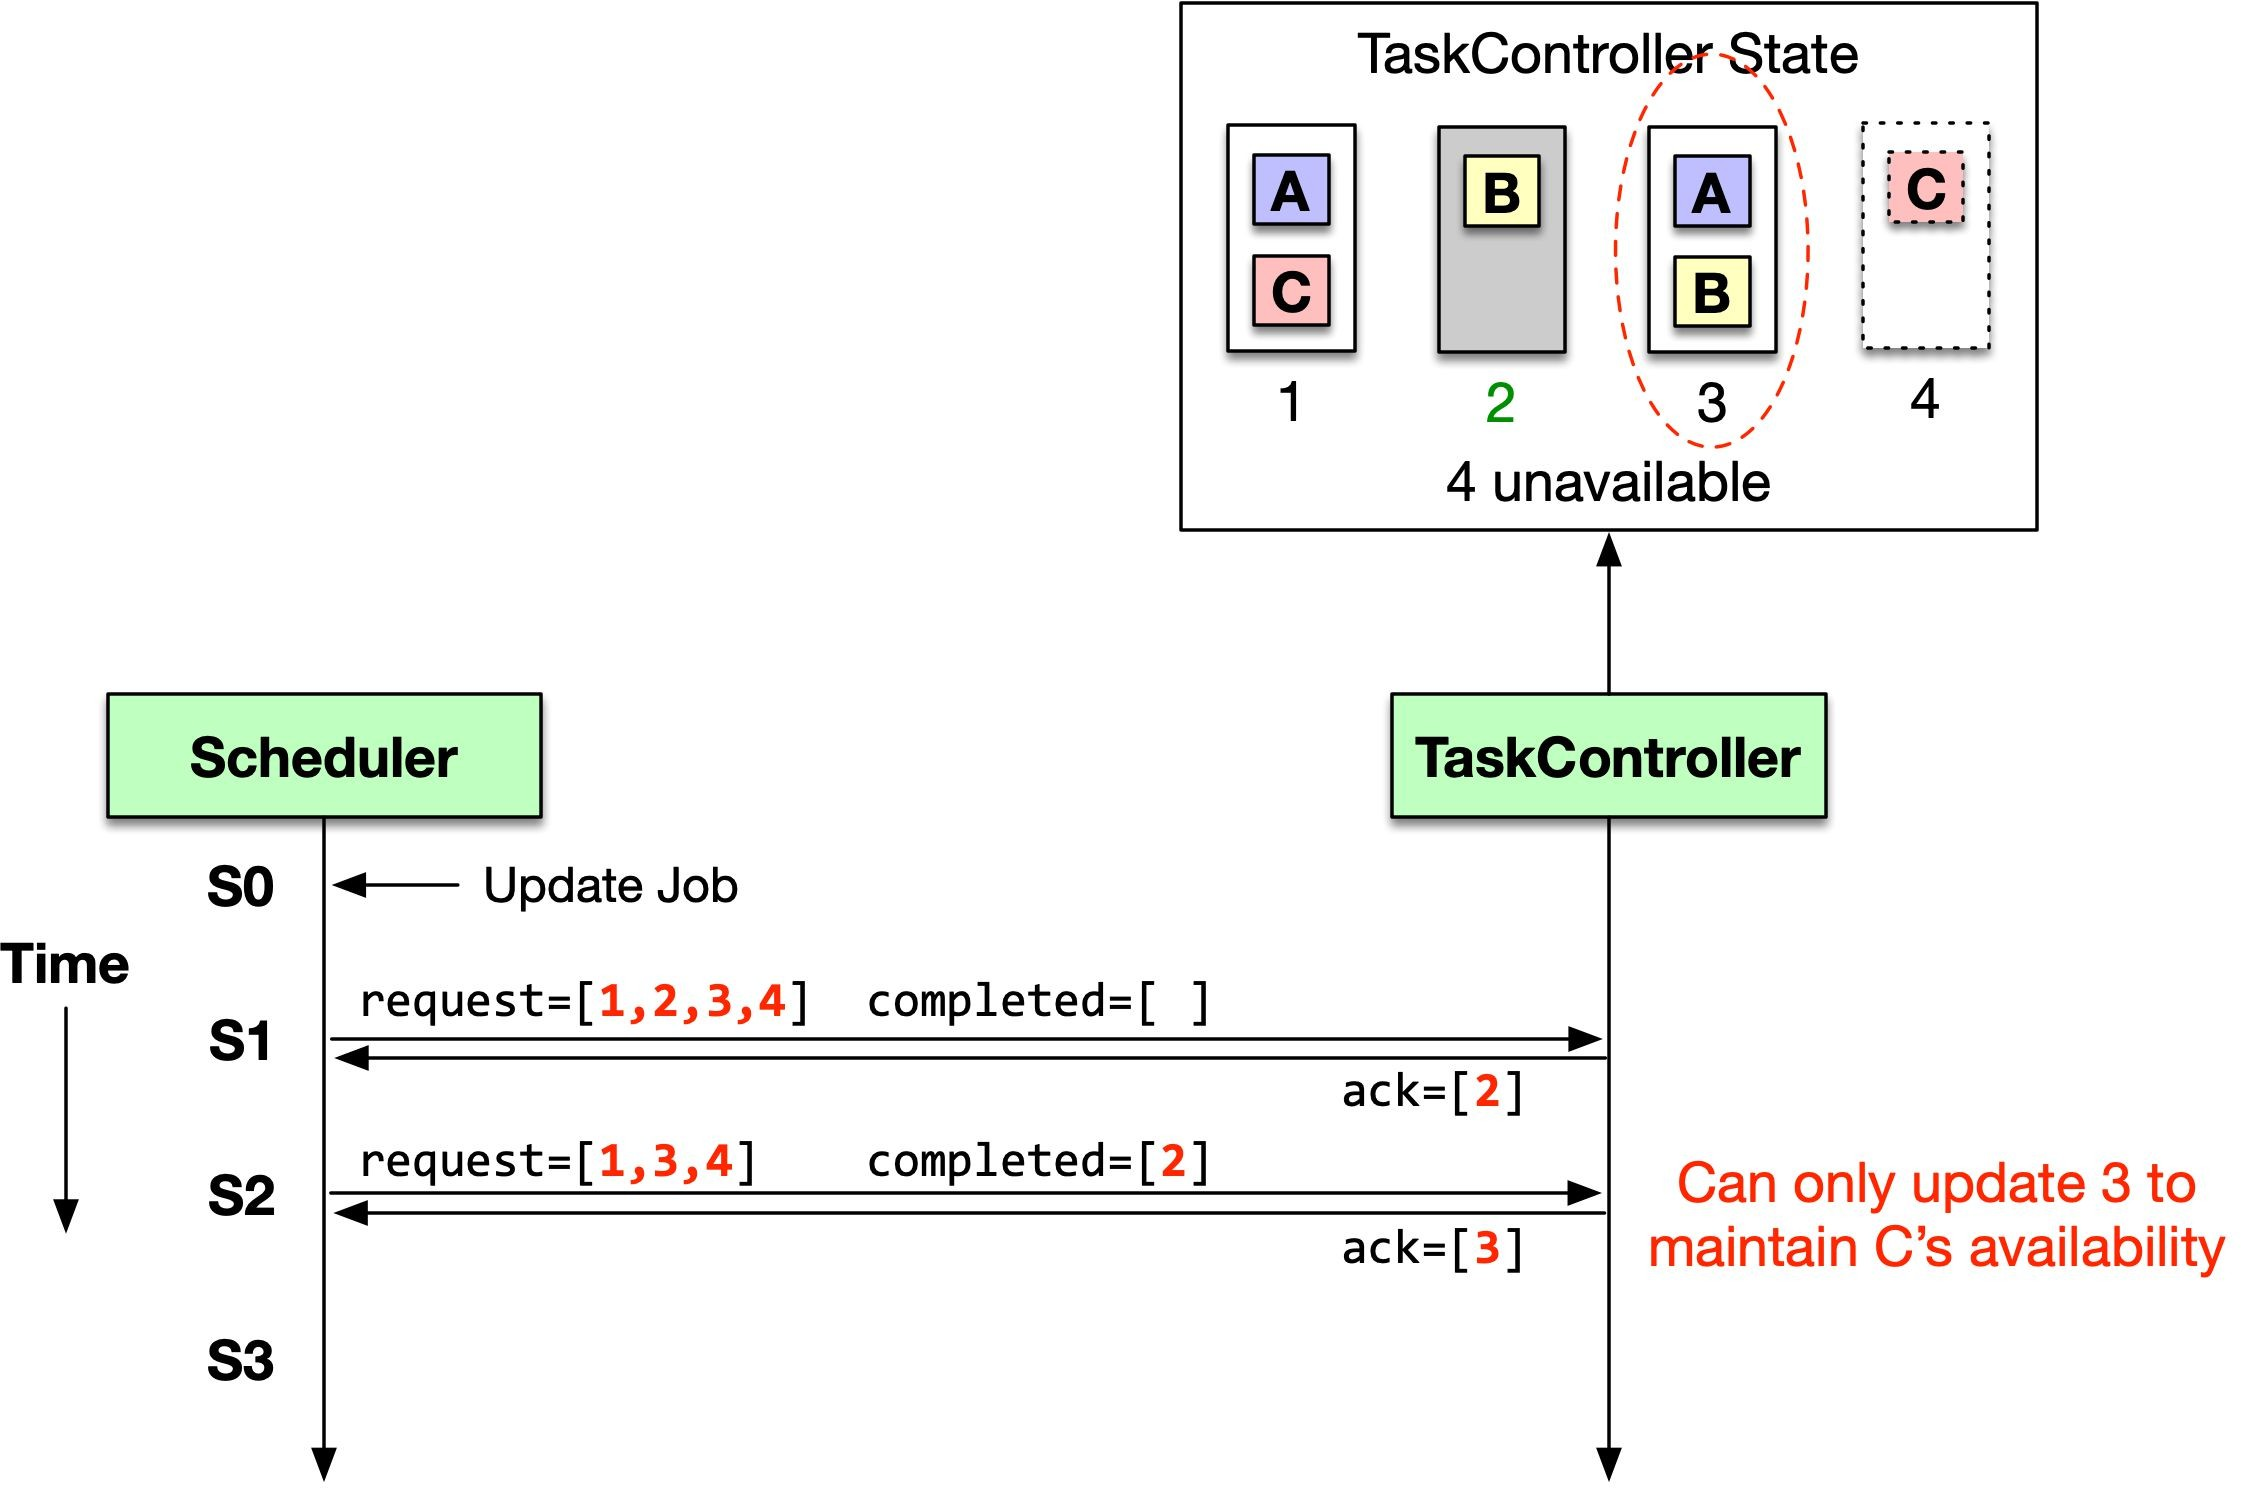 TaskController State
A
B
A
C
C
B
1
2
3
4
4 unavailable
Scheduler
TaskController
S0
Update Job
Time
request=[1,2,3,4] completed=[ ]
S1
ack=[2]
request=[1,3,4] completed=[2]
S2
Can only update 3 to
maintain C’s availability
ack=[3]
S3